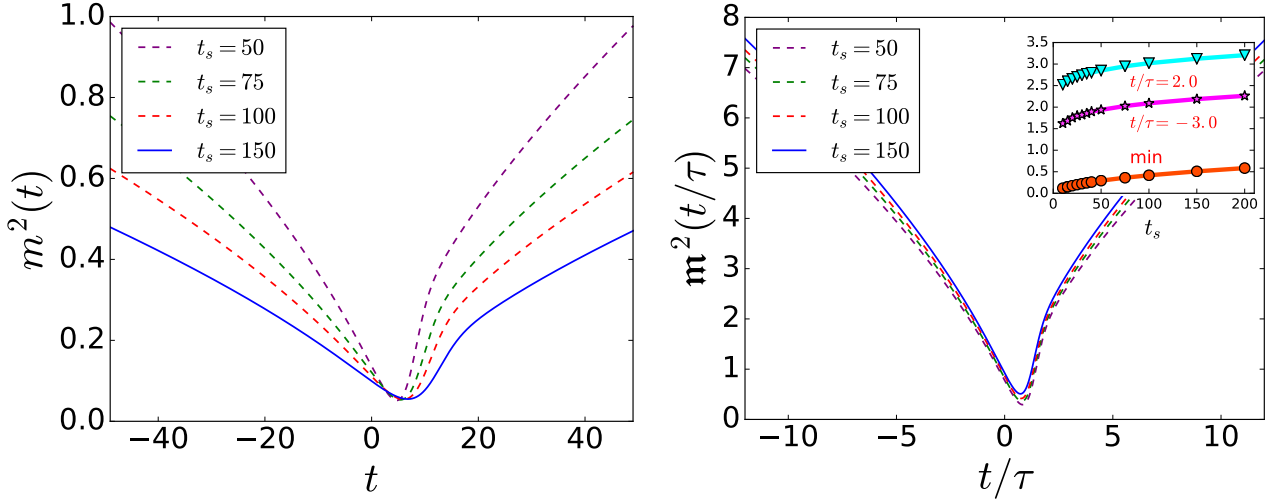 1.0
0.8
0.6
0.4
0.2
0.0
m²(t)
t_s = 50
t_s = 75
t_s = 100
t_s = 150
−40
−20
0
20
40
t
8
7
6
5
4
3
2
1
0
𝔪²(t/τ)
t_s = 50
t_s = 75
t_s = 100
t_s = 150
3.5
3.0
2.5
2.0
1.5
1.0
0.5
0.0
t/τ = 2.0
t/τ = −3.0
min
0
50
100
150
200
t_s
−10
−5
0
5
10
t/τ